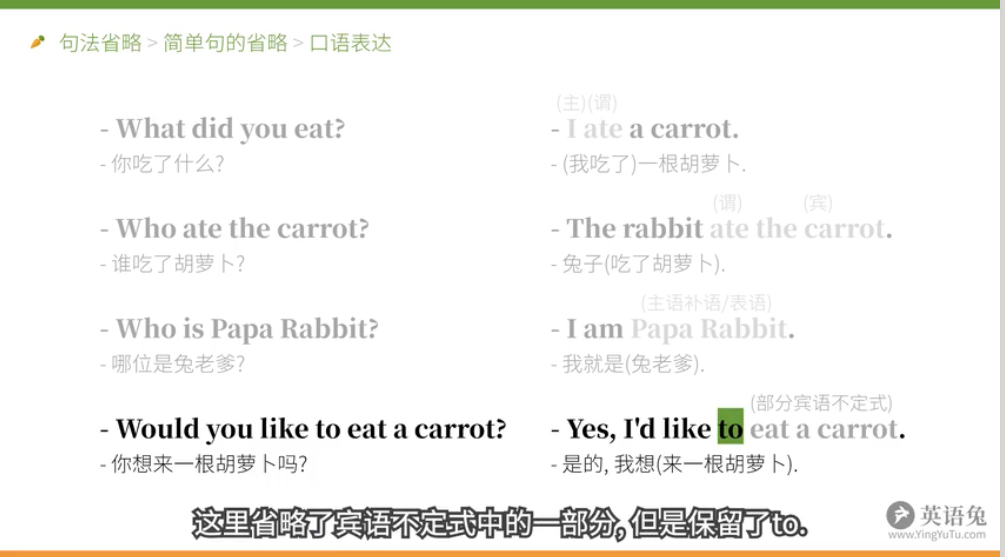 句法省略 > 简单句的省略 > 口语表达
- What did you eat?
- 你吃了什么?
(主)(谓)
- I ate a carrot.
- (我吃了)一根胡萝卜.
- Who ate the carrot?
- 谁吃了胡萝卜?
(谓) (宾)
- The rabbit ate the carrot.
- 兔子(吃了胡萝卜).
- Who is Papa Rabbit?
- 哪位是兔老爹?
(主语补语/表语)
- I am Papa Rabbit.
- 我就是(兔老爹).
- Would you like to eat a carrot?
- 你想来一根胡萝卜吗?
(部分宾语不定式)
- Yes, I'd like to eat a carrot.
- 是的, 我想(来一根胡萝卜).
这里省略了宾语不定式中的一部分, 但是保留了to.
英语兔
www.YingYuTu.com